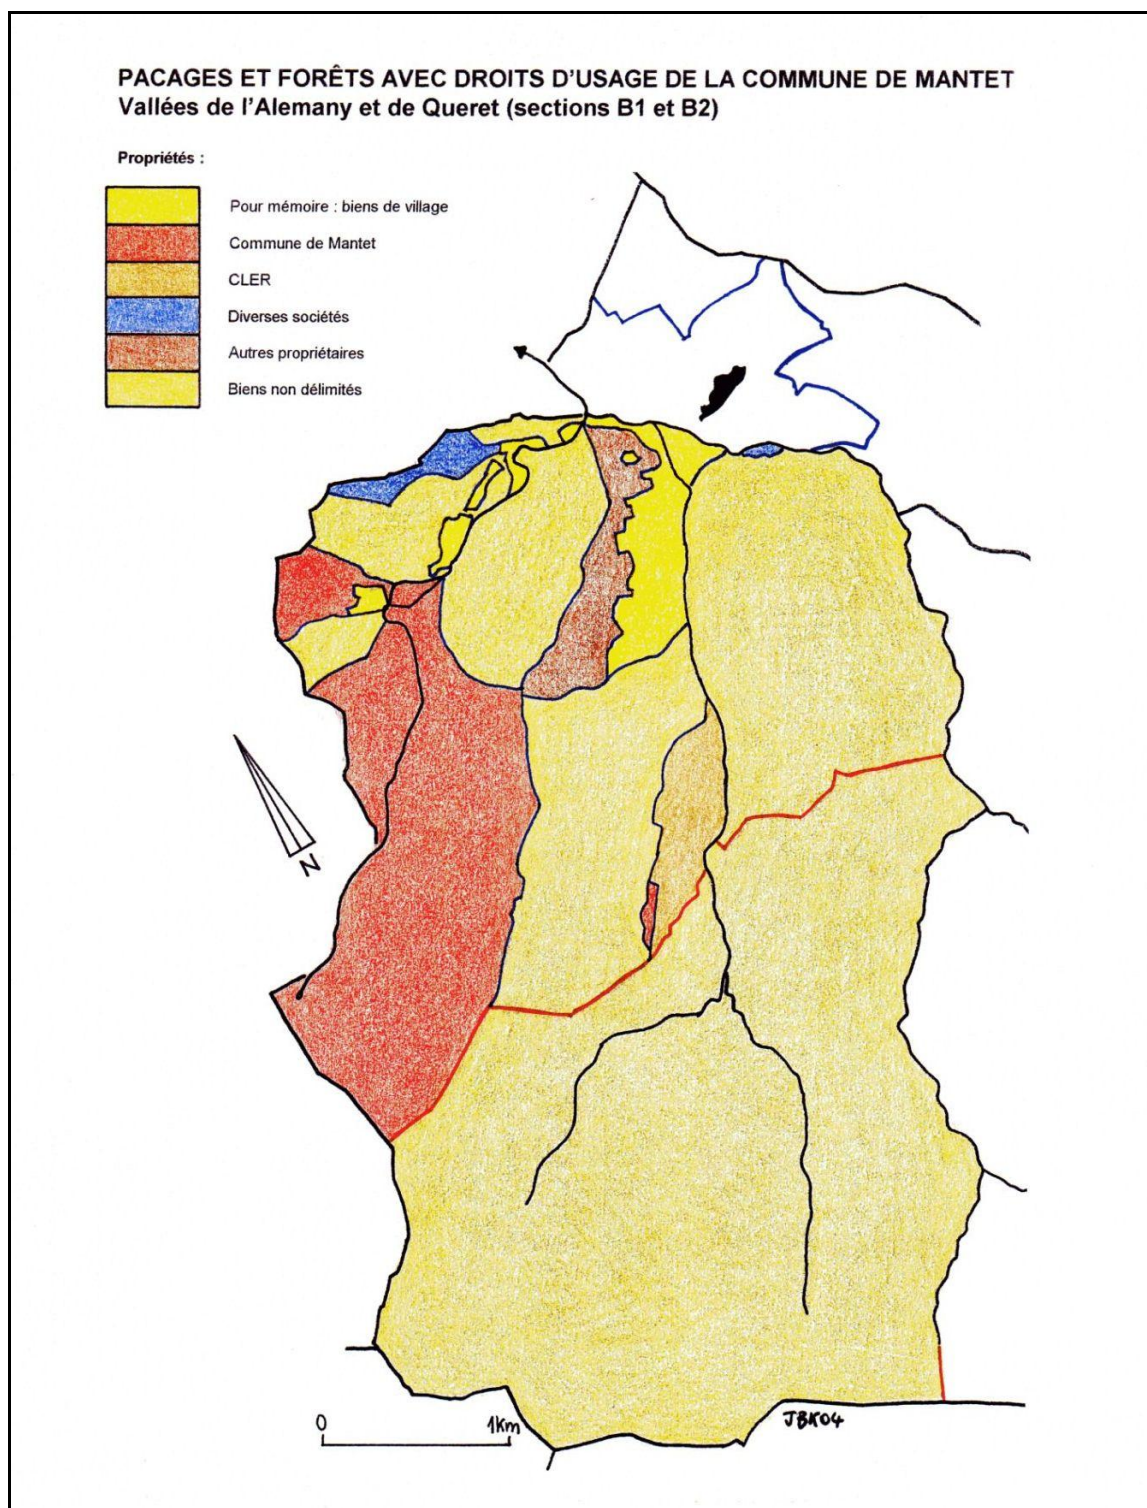 PACAGES ET FORÊTS AVEC DROITS D'USAGE DE LA COMMUNE DE MANTET
Vallées de l'Alemany et de Queret (sections B1 et B2)
Propriétés :
Pour mémoire : biens de village
Commune de Mantet
CLER
Diverses sociétés
Autres propriétaires
Biens non délimités
N
0 1Km
JBK04